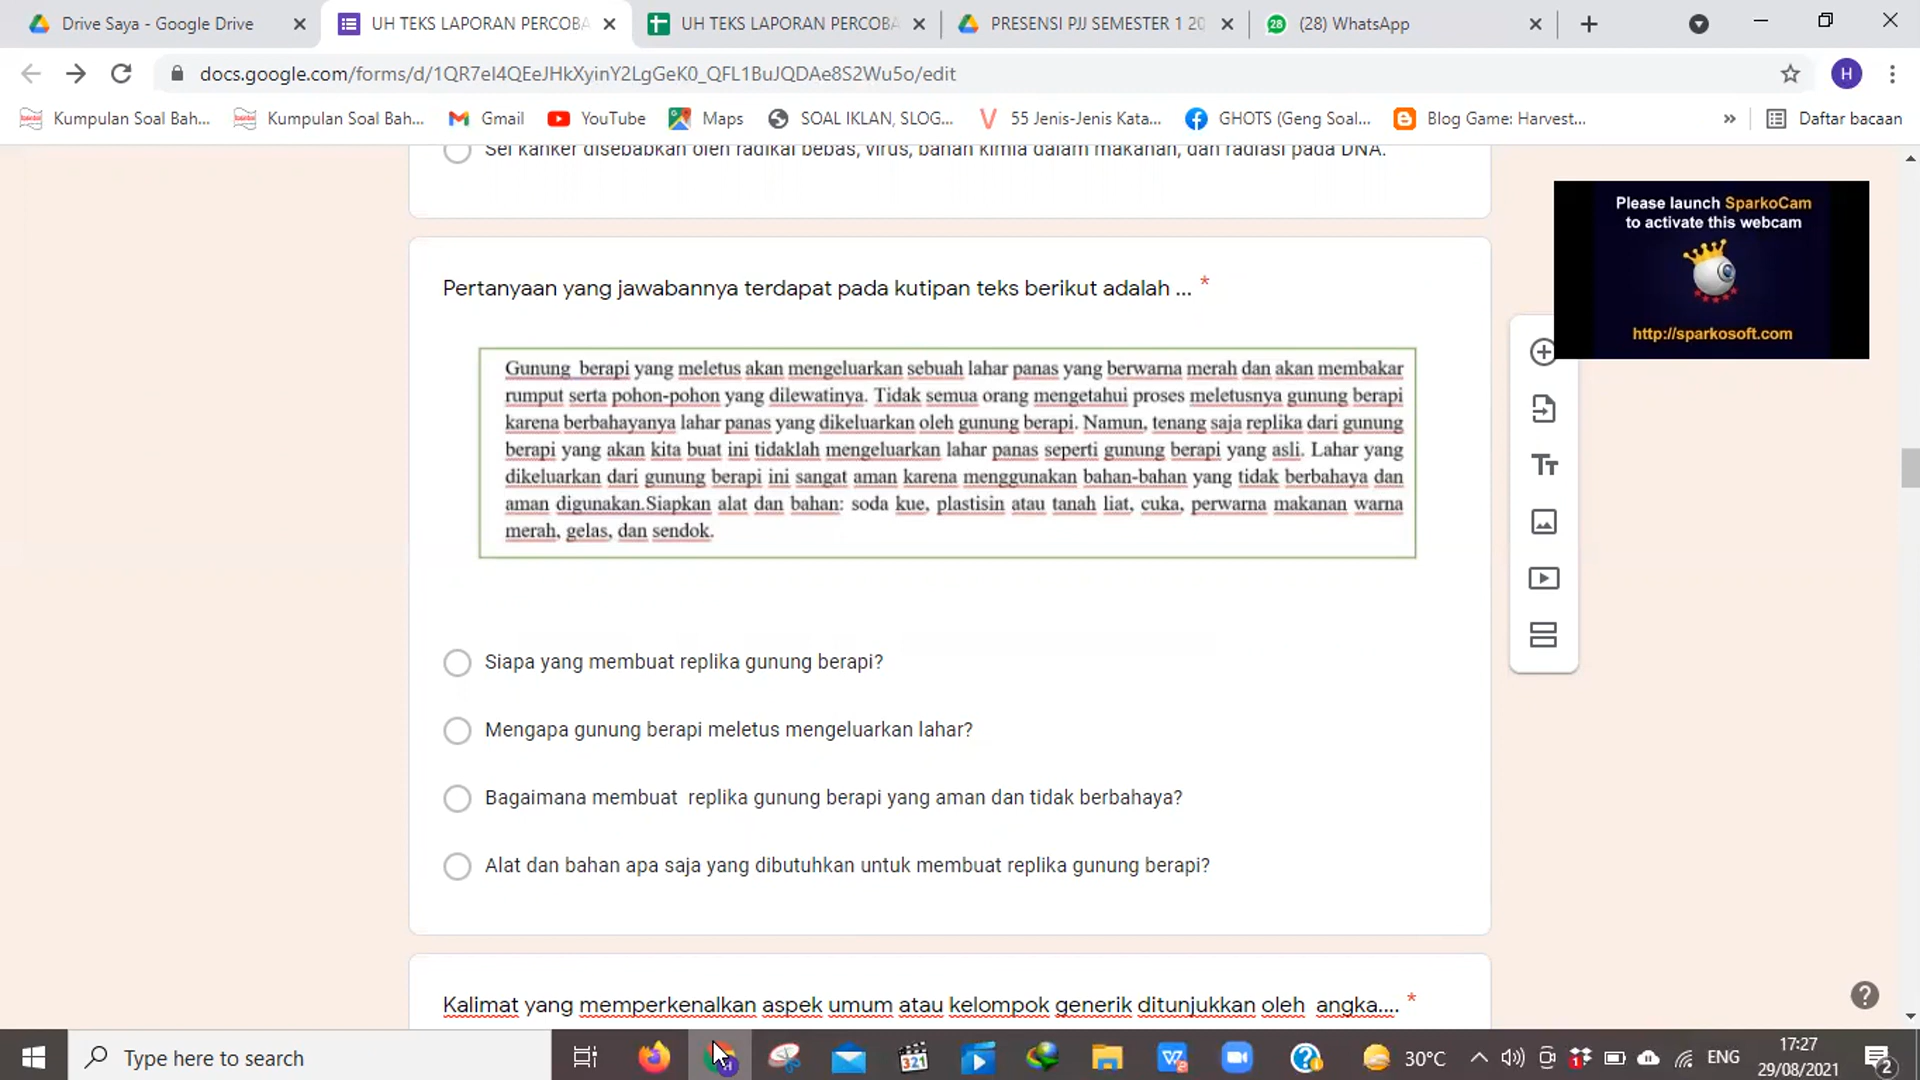 Drive Saya - Google Drive
UH TEKS LAPORAN PERCOBA
UH TEKS LAPORAN PERCOBA
PRESENSI PJJ SEMESTER 1 20
28
(28) WhatsApp
docs.google.com/forms/d/1QR7eI4QEeJHkXyinY2LgGeK0_QFL1BuJQDAe8S2Wu5o/edit
H
Kumpulan Soal Bah...
Kumpulan Soal Bah...
Gmail
YouTube
Maps
SOAL IKLAN, SLOG...
55 Jenis-Jenis Kata...
GHOTS (Geng Soal...
Blog Game: Harvest...
»
Daftar bacaan
Sel kanker disebabkan oleh radikal bebas, virus, bahan kimia dalam makanan, dan radiasi pada DNA.
Please launch SparkoCam
to activate this webcam
http://sparkosoft.com
Pertanyaan yang jawabannya terdapat pada kutipan teks berikut adalah ... *
Gunung berapi yang meletus akan mengeluarkan sebuah lahar panas yang berwarna merah dan akan membakar
rumput serta pohon-pohon yang dilewatinya. Tidak semua orang mengetahui proses meletusnya gunung berapi
karena berbahayanya lahar panas yang dikeluarkan oleh gunung berapi. Namun, tenang saja replika dari gunung
berapi yang akan kita buat ini tidaklah mengeluarkan lahar panas seperti gunung berapi yang asli. Lahar yang
dikeluarkan dari gunung berapi ini sangat aman karena menggunakan bahan-bahan yang tidak berbahaya dan
aman digunakan.Siapkan alat dan bahan: soda kue, plastisin atau tanah liat, cuka, perwarna makanan warna
merah, gelas, dan sendok.
Tт
Siapa yang membuat replika gunung berapi?
Mengapa gunung berapi meletus mengeluarkan lahar?
Bagaimana membuat  replika gunung berapi yang aman dan tidak berbahaya?
Alat dan bahan apa saja yang dibutuhkan untuk membuat replika gunung berapi?
Kalimat yang memperkenalkan aspek umum atau kelompok generik ditunjukkan oleh  angka.... *
Type here to search
321
30°C
1
ENG
17:27
29/08/2021
2